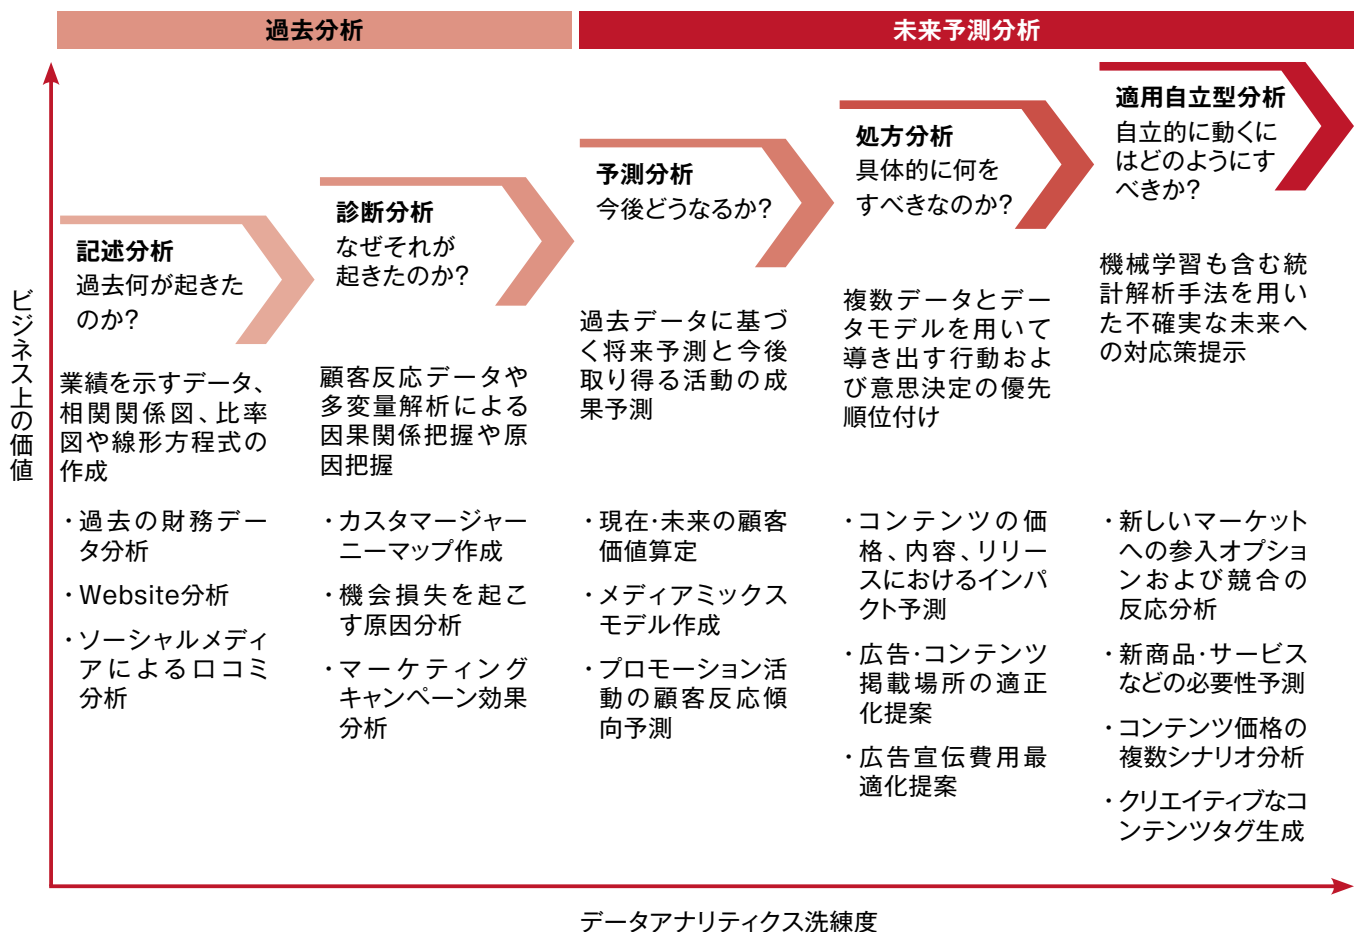 過去分析
未来予測分析
ビジネス上の価値
記述分析
過去何が起きた
のか?
業績を示すデータ、
相関関係図、比率
図や線形方程式の
作成
・過去の財務デー
タ分析
・Website分析
・ソーシャルメディ
アによる口コミ
分析
診断分析
なぜそれが
起きたのか?
顧客反応データや
多変量解析による
因果関係把握や原
因把握
・カスタマージャー
ニーマップ作成
・機会損失を起こ
す原因分析
・マーケティング
キャンペーン効果
分析
予測分析
今後どうなるか?
過去データに基づ
く将来予測と今後
取り得る活動の成
果予測
・現在・未来の顧客
価値算定
・メディアミックス
モデル作成
・プロモーション活
動の顧客反応傾
向予測
処方分析
具体的に何を
すべきなのか?
複数データとデー
タモデルを用いて
導き出す行動およ
び意思決定の優先
順位付け
・コンテンツの価
格、内容、リリー
スにおけるインパ
クト予測
・広告・コンテンツ
掲載場所の適正
化提案
・広告宣伝費用最
適化提案
適用自立型分析
自立的に動くに
はどのようにす
べきか?
機械学習も含む統
計解析手法を用い
た不確実な未来へ
の対応策提示
・新しいマーケット
への参入オプショ
ンおよび競合の
反応分析
・新商品・サービス
などの必要性予測
・コンテンツ価格の
複数シナリオ分析
・クリエイティブなコ
ンテンツタグ生成
データアナリティクス洗練度